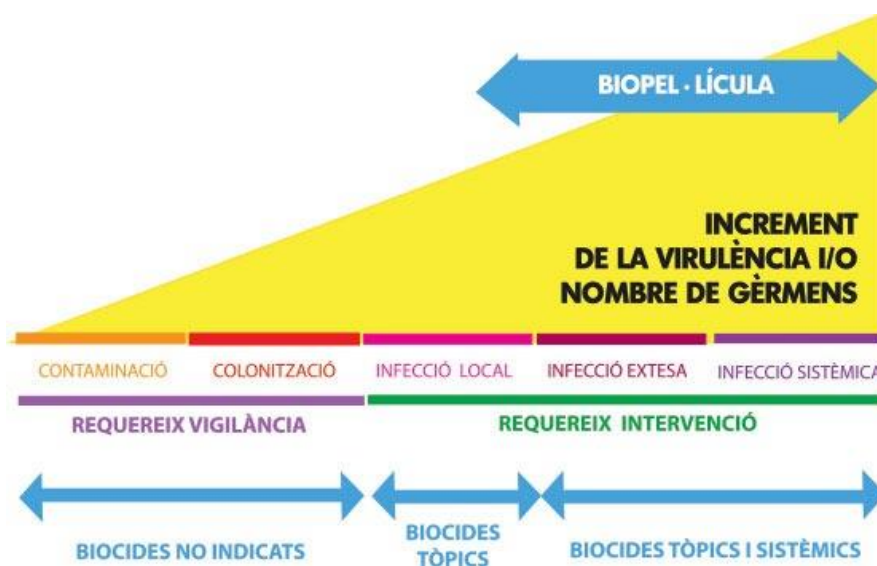 BIOPEL·LÍCULA
INCREMENT
DE LA VIRULÈNCIA I/O
NOMBRE DE GÈRMENS
CONTAMINACIÓ
COLONITZACIÓ
INFECCIÓ LOCAL
INFECCIÓ EXTESA
INFECCIÓ SISTÈMICA
REQUEREIX VIGILÀNCIA
REQUEREIX INTERVENCIÓ
BIOCIDES NO INDICATS
BIOCIDES
TÒPICS
BIOCIDES TÒPICS I SISTÈMICS